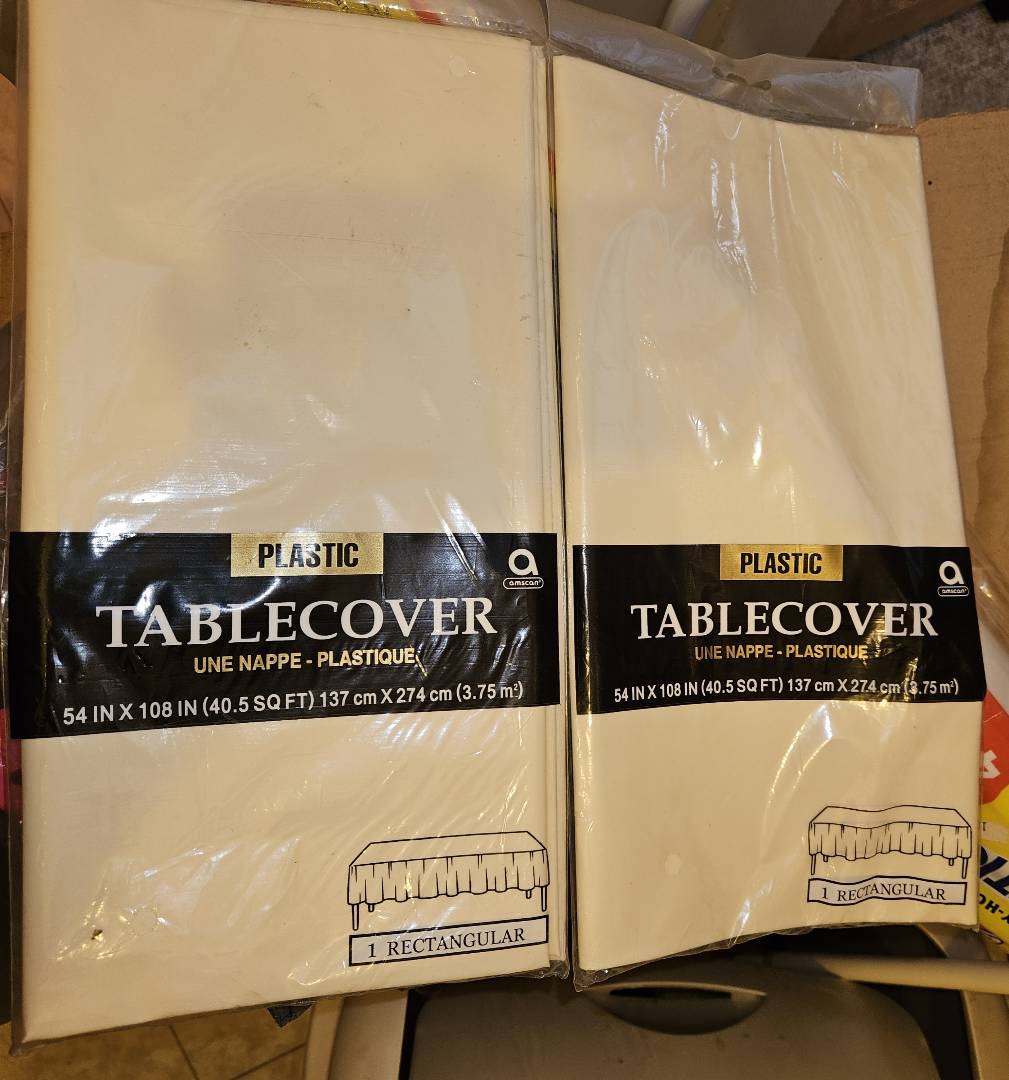 PLASTIC
amscan®
TABLECOVER
UNE NAPPE - PLASTIQUE
54 IN X 108 IN (40.5 SQ FT) 137 cm X 274 cm (3.75 m²)
1 RECTANGULAR
PLASTIC
amscan®
TABLECOVER
UNE NAPPE - PLASTIQUE
54 IN X 108 IN (40.5 SQ FT) 137 cm X 274 cm (3.75 m²)
1 RECTANGULAR